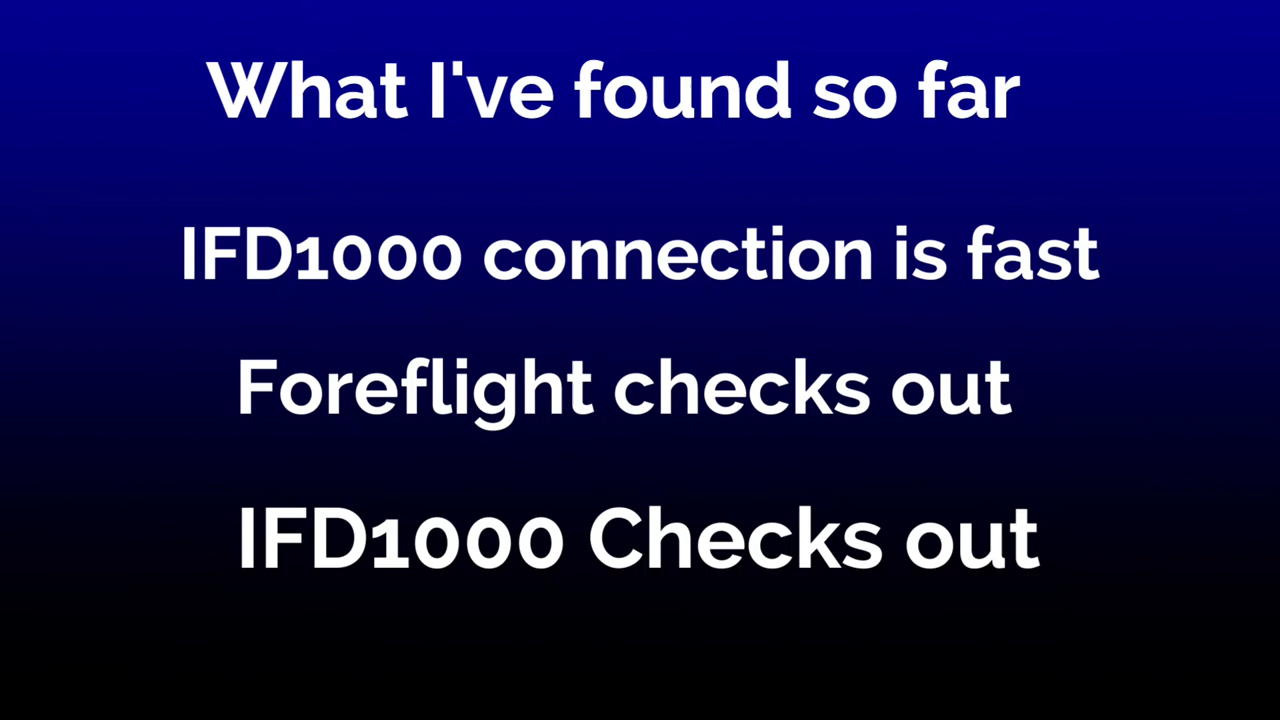 What I've found so far
IFD1000 connection is fast
Foreflight checks out
IFD1000 Checks out